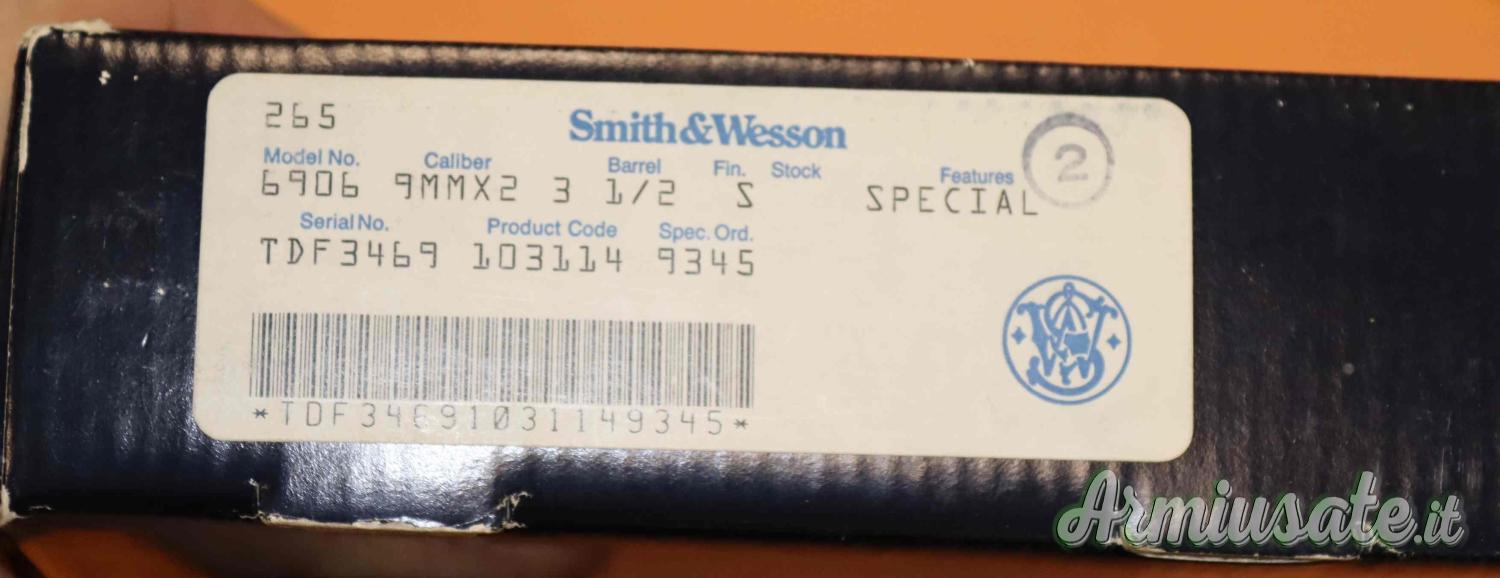 265
Smith&Wesson
2
Model No. Caliber Barrel Fin. Stock Features
6906 9MMX2 3 1/2 S SPECIAL
Serial No. Product Code Spec. Ord.
TDF3469 103114 9345
*TDF34691031149345*
Armiusate.it